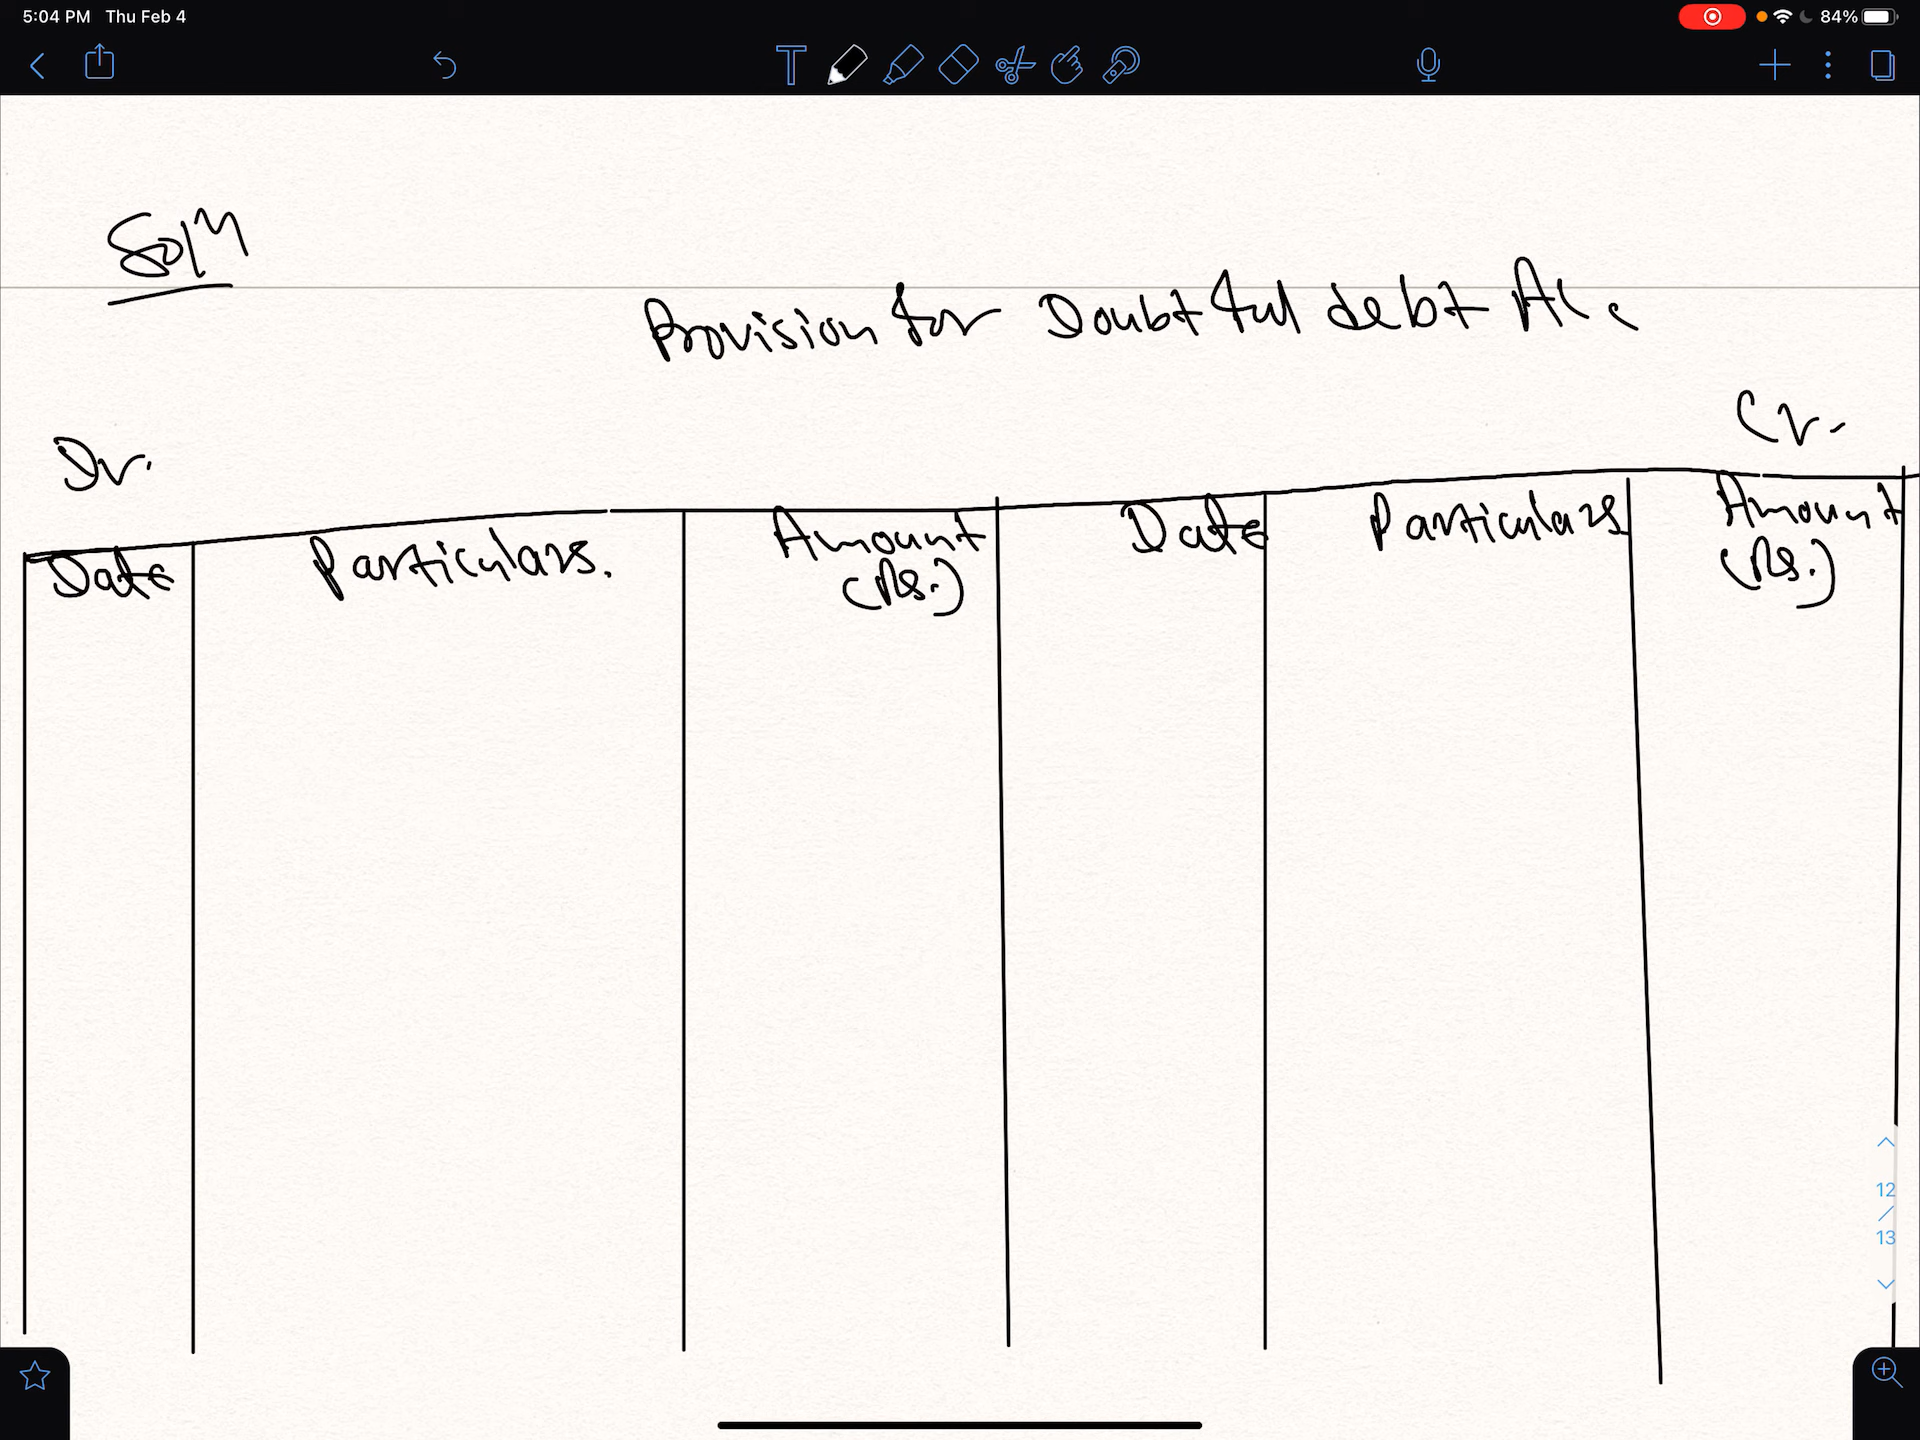 5:04 PM Thu Feb 4
84%
Solⁿ
Provision for Doubtful debt A/c
Dr.
Cr.
Date Particulars. Amount (Rs.) Date Particulars Amount (Rs.)
12
/
13